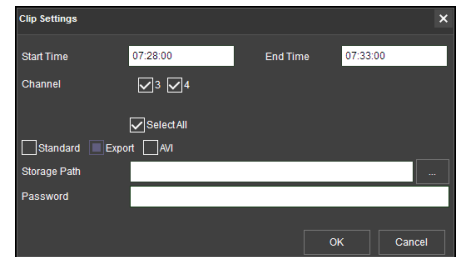 Clip Settings
Start Time 07:28:00 End Time 07:33:00
Channel 3 4
Select All
Standard Export AVI
Storage Path ...
Password
OK Cancel